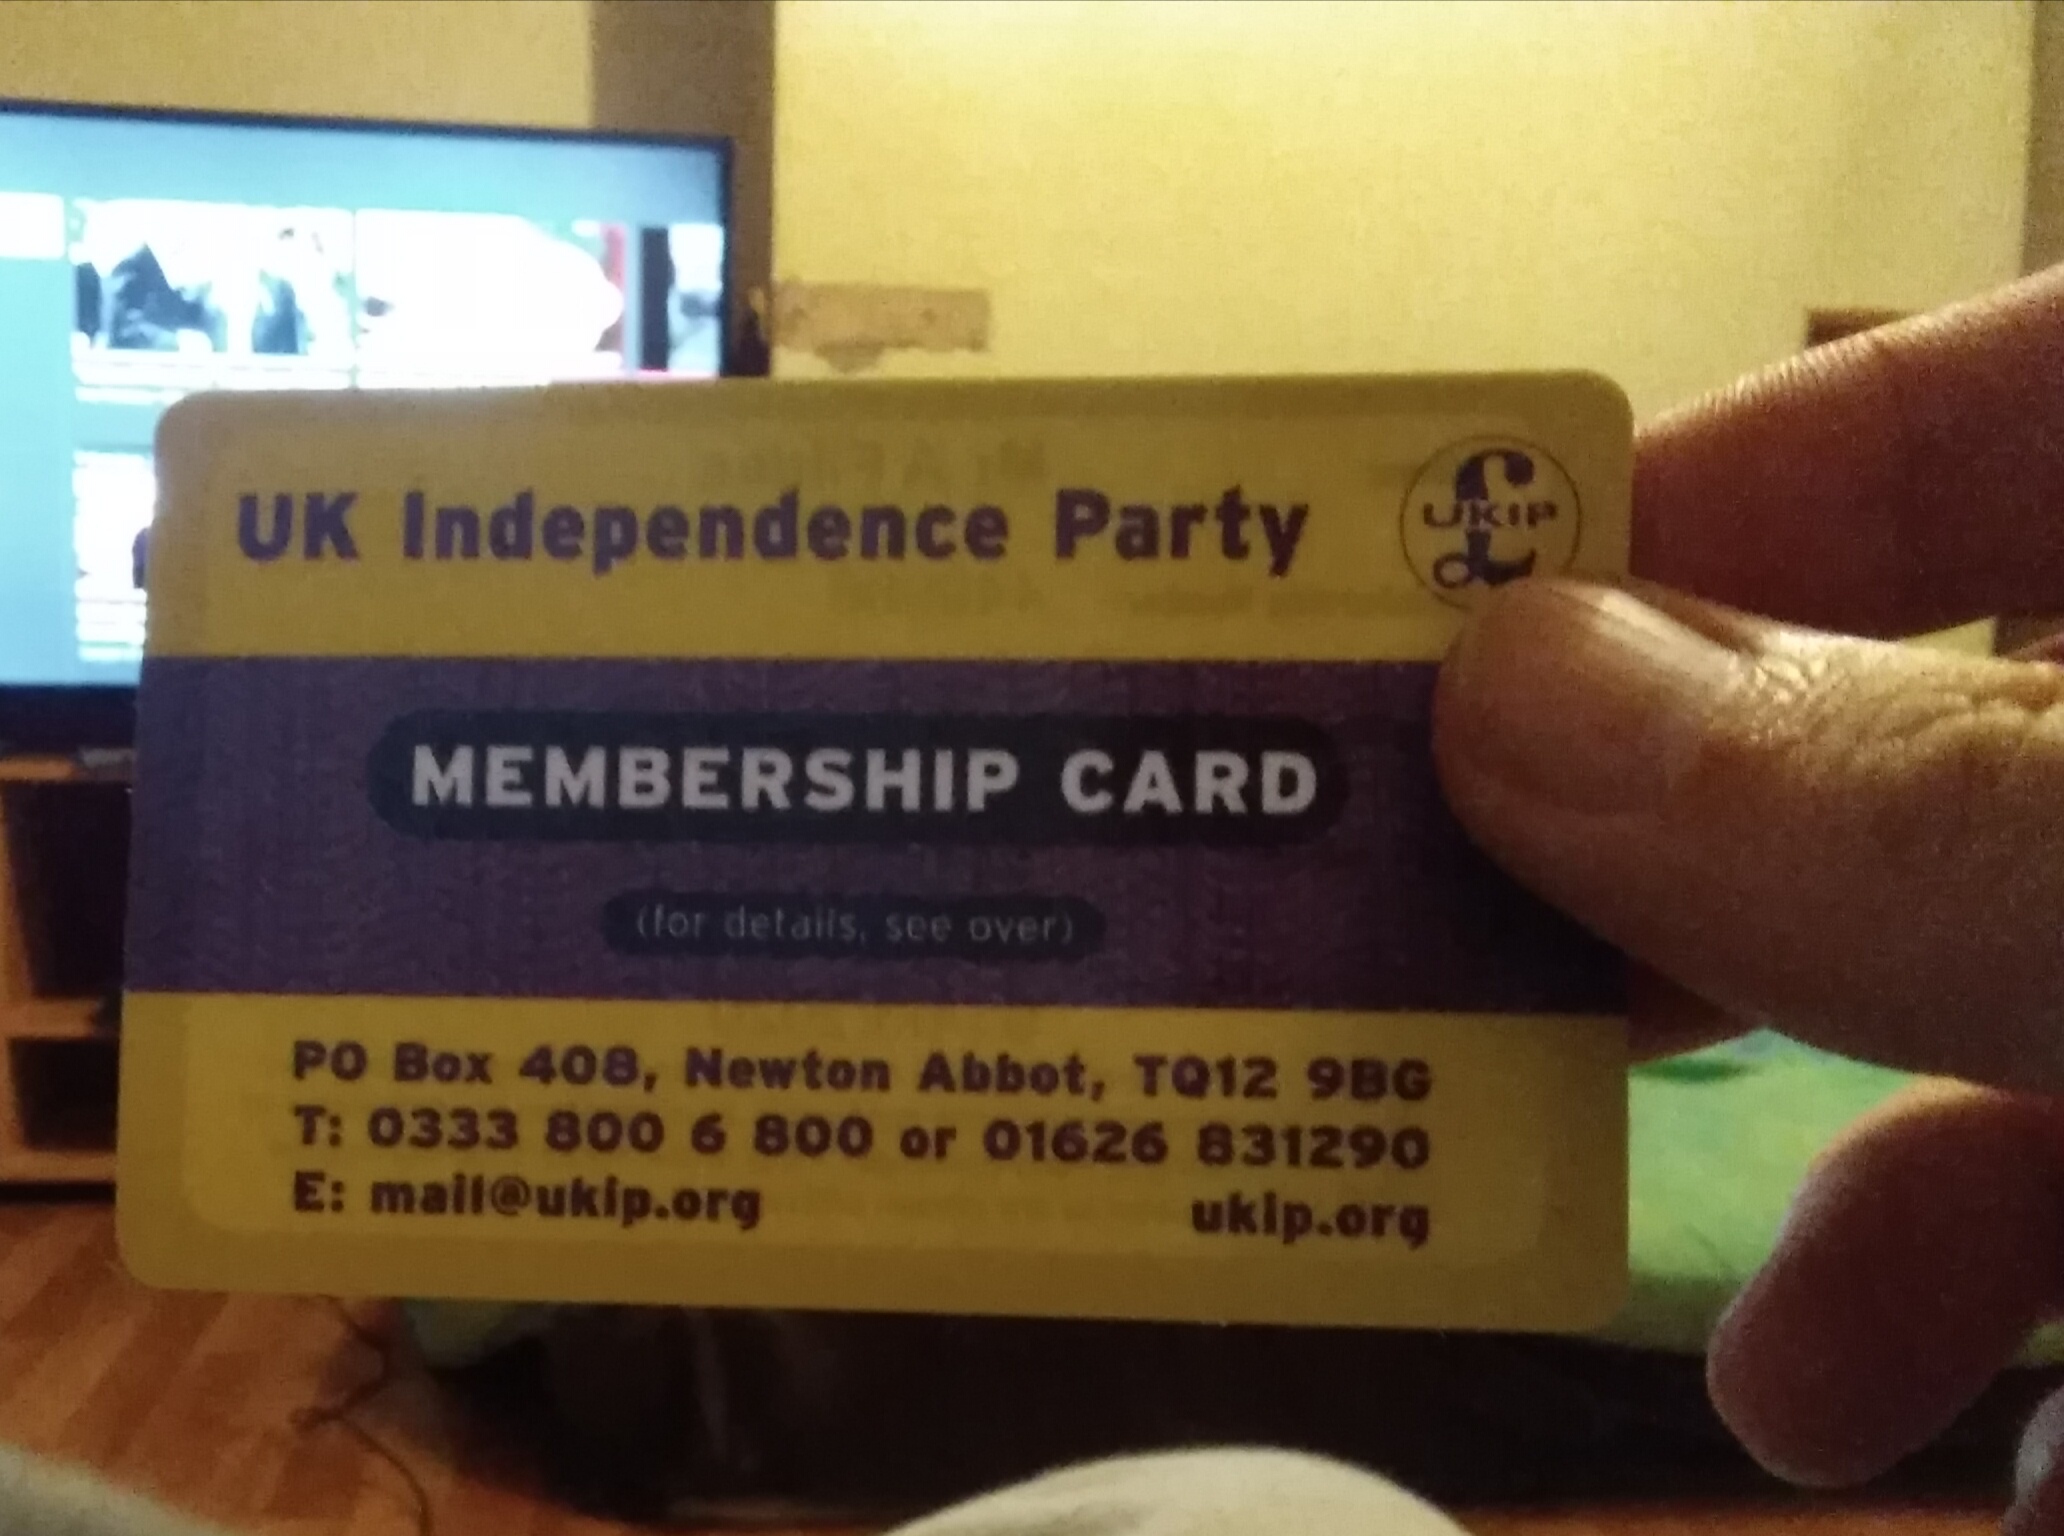 UK Independence Party
UKIP
MEMBERSHIP CARD
(for details, see over)
PO Box 408, Newton Abbot, TQ12 9BG
T: 0333 800 6 800 or 01626 831290
E: mail@ukip.org ukip.org